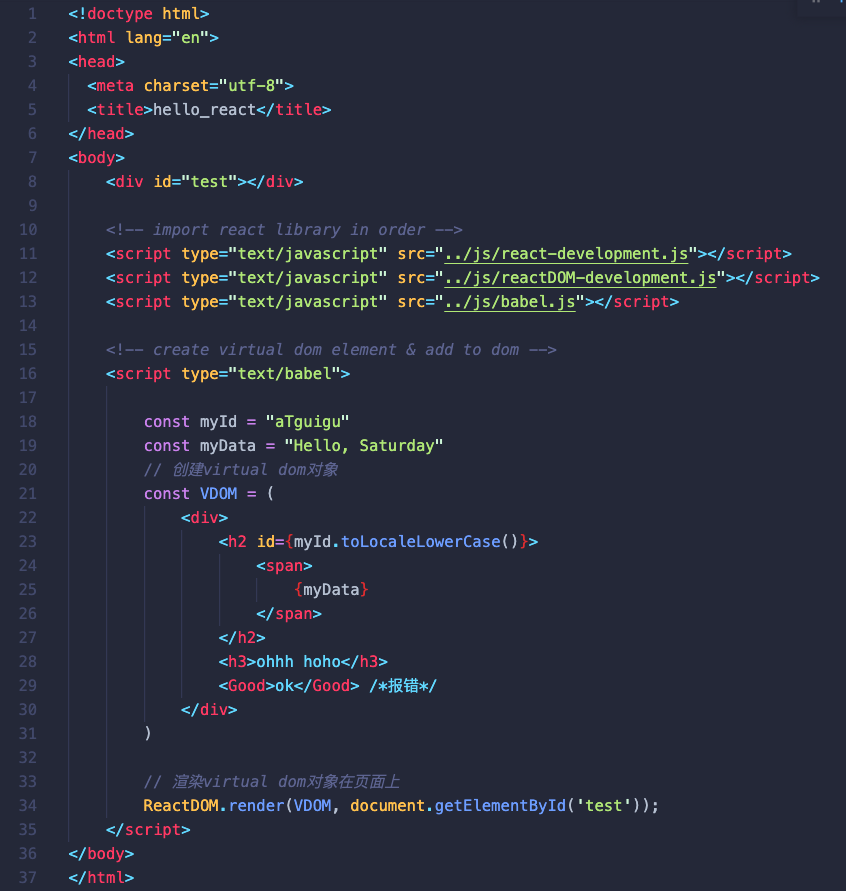 1 <!doctype html>
2 <html lang="en">
3 <head>
4   <meta charset="utf-8">
5   <title>hello_react</title>
6 </head>
7 <body>
8     <div id="test"></div>
9
10     <!-- import react library in order -->
11     <script type="text/javascript" src="../js/react-development.js"></script>
12     <script type="text/javascript" src="../js/reactDOM-development.js"></script>
13     <script type="text/javascript" src="../js/babel.js"></script>
14
15     <!-- create virtual dom element & add to dom -->
16     <script type="text/babel">
17
18         const myId = "aTguigu"
19         const myData = "Hello, Saturday"
20         // 创建virtual dom对象
21         const VDOM = (
22             <div>
23                 <h2 id={myId.toLocaleLowerCase()}>
24                     <span>
25                         {myData}
26                     </span>
27                 </h2>
28                 <h3>ohhh hoho</h3>
29                 <Good>ok</Good> /*报错*/
30             </div>
31         )
32
33         // 渲染virtual dom对象在页面上
34         ReactDOM.render(VDOM, document.getElementById('test'));
35     </script>
36 </body>
37 </html>